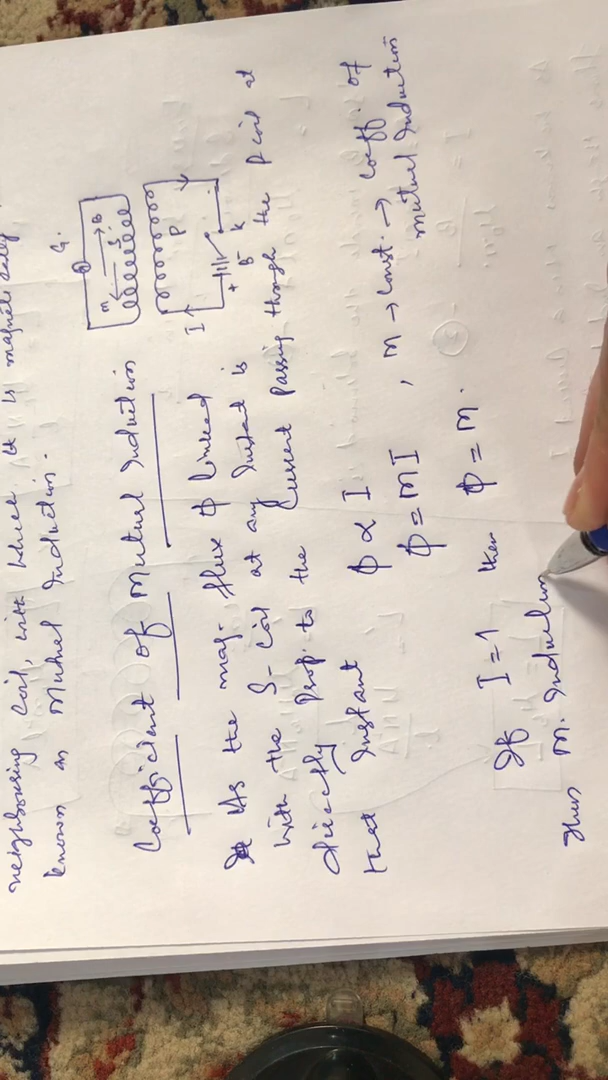 neighbouring coil, with which it is magnetically
known as Mutual Induction.
G
m → B
S
P
I
+ B - K
Coefficient of Mutual Induction
As the mag. flux φ linked
with the S- coil at any instant is
directly prop. to the current passing through the P coil at
that instant
φ ∝ I
φ = MI , M → const. → coeff. of
mutual Induction
If I = 1 then φ = M.
Thus M. Induction